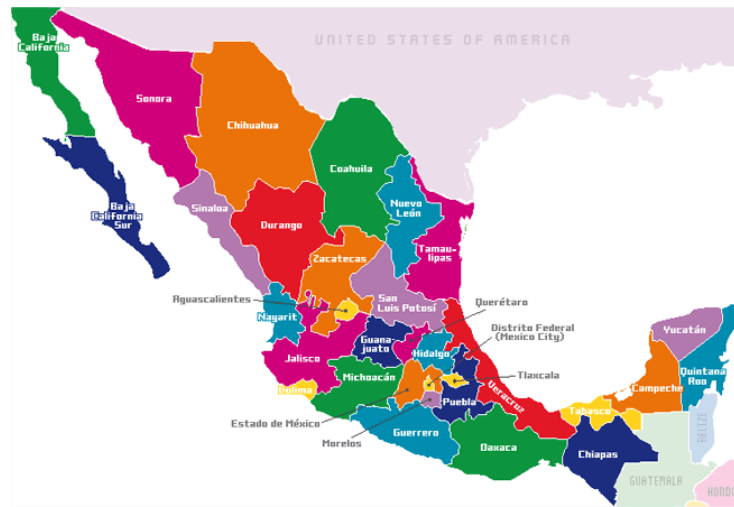 Baja
California
UNITED STATES OF AMERICA
Sonora
Chihuahua
Coahuila
Baja
California
Sur
Sinaloa
Nuevo
León
Durango
Tamau-
lipas
Zacatecas
Aguascalientes
San
Luis Potosí
Querétaro
Nayarit
Distrito Federal
(Mexico City)
Yucatán
Guana-
juato
Hidalgo
Jalisco
Tlaxcala
Quintana
Roo
Michoacán
Campeche
Colima
Puebla
Veracruz
Tabasco
Estado de México
Morelos
Guerrero
Oaxaca
Chiapas
BELIZE
GUATEMALA
HONDU